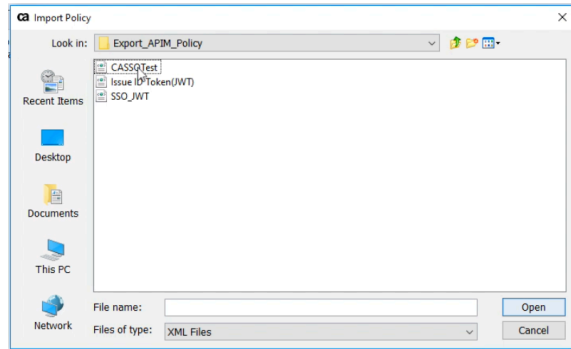 ca Import Policy
Look in: Export_APIM_Policy
CASSOTest
Issue ID Token(JWT)
SSO_JWT
Recent Items
Desktop
Documents
This PC
Network
File name:
Open
Files of type: XML Files
Cancel